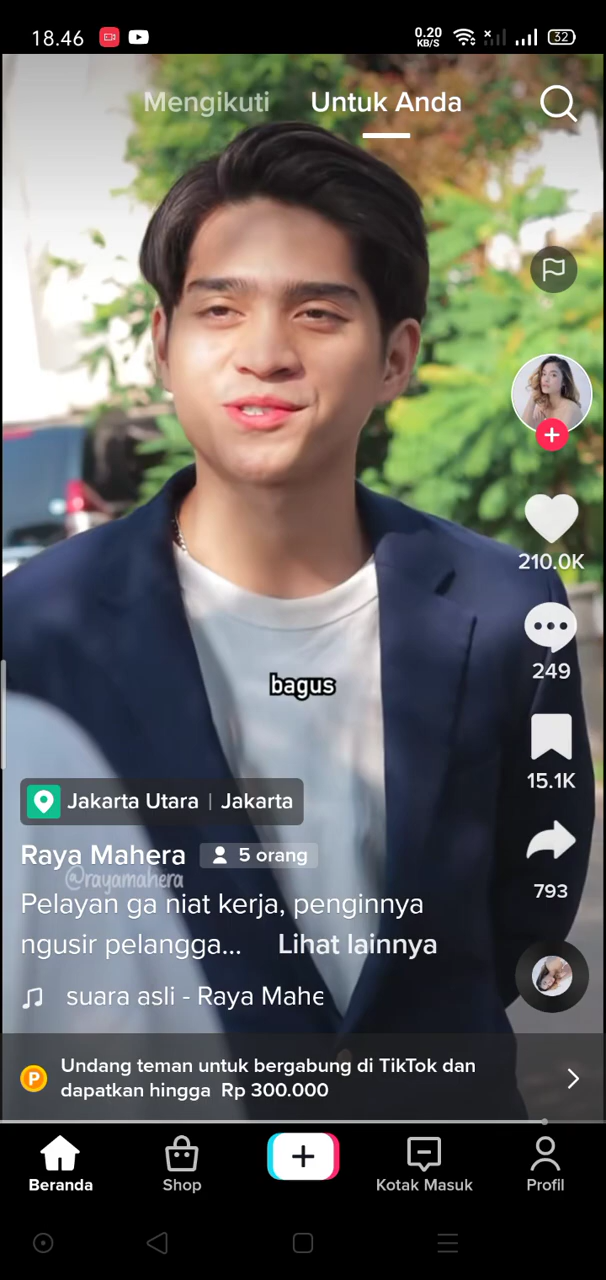 18.46
0.20
KB/S
32
Mengikuti
Untuk Anda
210.0K
bagus
249
15.1K
Jakarta Utara | Jakarta
Raya Mahera
5 orang
@rayamahera
793
Pelayan ga niat kerja, penginnya
ngusir pelangga... Lihat lainnya
suara asli - Raya Mahe
P
Undang teman untuk bergabung di TikTok dan
dapatkan hingga Rp 300.000
Beranda
Shop
Kotak Masuk
Profil